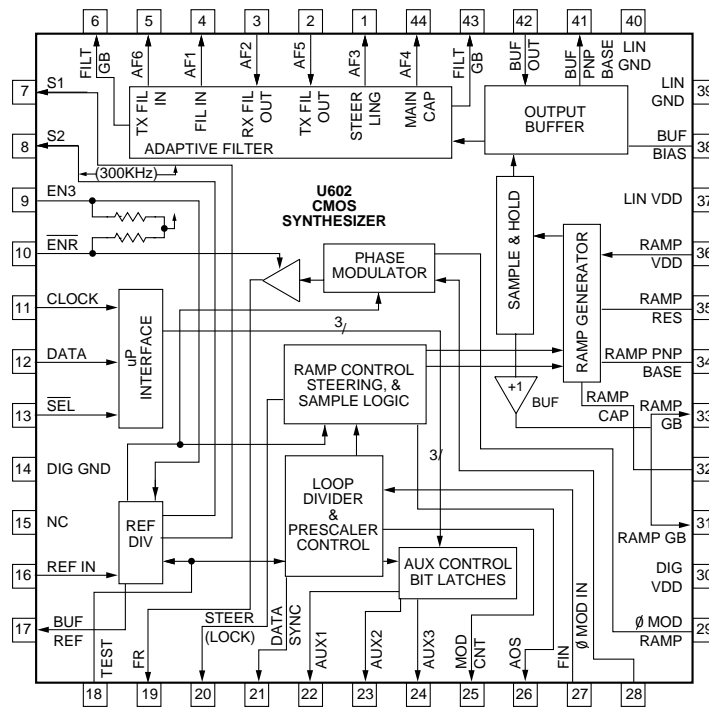 6 5 4 3 2 1 44 43 42 41 40
FILT GB
AF6
AF1
AF2
AF5
AF3
AF4
FILT GB
BUF OUT
BUF PNP BASE
LIN GND
7 S1
TX FIL IN
FIL IN
RX FIL OUT
TX FIL OUT
STEER LING
MAIN CAP
ADAPTIVE FILTER
OUTPUT
BUFFER
LIN
GND 39
8 S2
BUF
BIAS 38
(300KHz)
9 EN3
U602
CMOS
SYNTHESIZER
SAMPLE & HOLD
LIN VDD 37
10 ENR
PHASE
MODULATOR
RAMP GENERATOR
RAMP
VDD 36
11 CLOCK
uP
INTERFACE
3/
RAMP
RES 35
12 DATA
RAMP CONTROL
STEERING, &
SAMPLE LOGIC
RAMP PNP
BASE 34
13 SEL
+1
BUF
RAMP
CAP
RAMP
GB 33
3/
14 DIG GND
LOOP
DIVIDER
&
PRESCALER
CONTROL
32
15 NC
REF
DIV
RAMP GB 31
16 REF IN
AUX CONTROL
BIT LATCHES
DIG
VDD 30
17 BUF
REF
Ø MOD
RAMP 29
TEST
FR
STEER
(LOCK)
DATA SYNC
AUX1
AUX2
AUX3
MOD CNT
AOS
FIN
Ø MOD IN
18 19 20 21 22 23 24 25 26 27 28